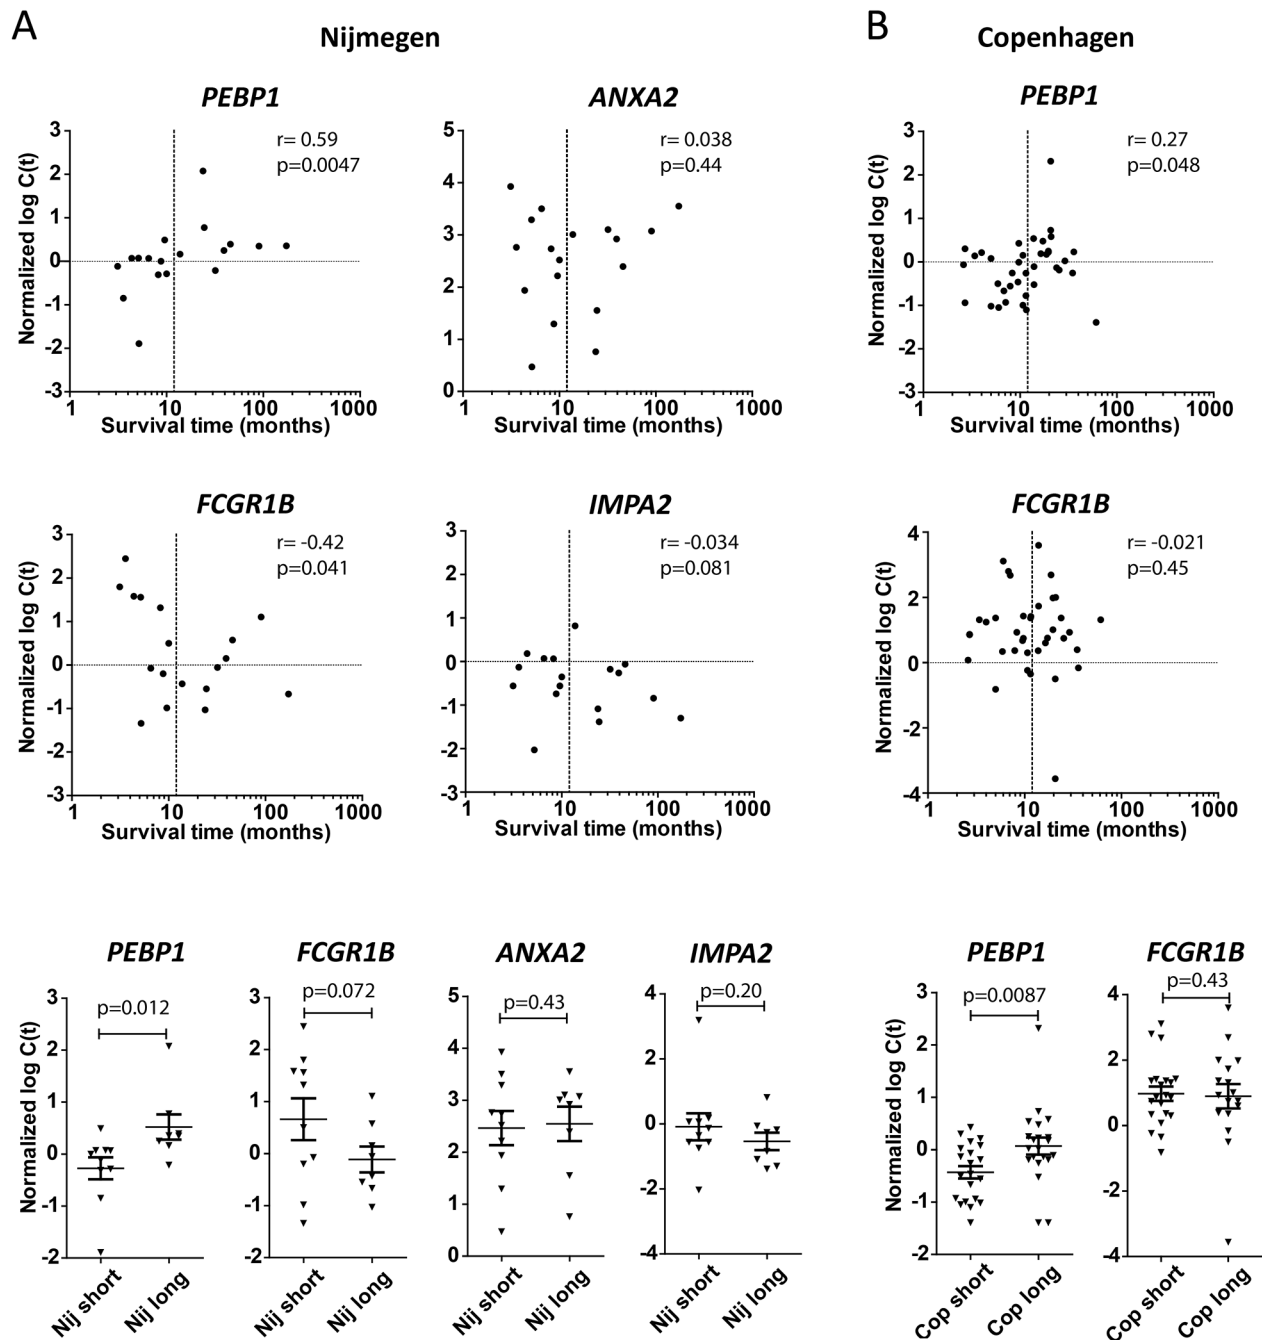 A
Nijmegen
PEBP1
Normalized log C(t)
3
2
1
0
-1
-2
-3
r= 0.59
p=0.0047
1
10
100
1000
Survival time (months)
ANXA2
5
4
3
2
1
0
r= 0.038
p=0.44
1
10
100
1000
Survival time (months)
FCGR1B
Normalized log C(t)
3
2
1
0
-1
-2
-3
r= -0.42
p=0.041
1
10
100
1000
Survival time (months)
IMPA2
3
2
1
0
-1
-2
-3
r= -0.034
p=0.081
1
10
100
1000
Survival time (months)
PEBP1
Normalized log C(t)
3
2
1
0
-1
-2
p=0.012
Nij short
Nij long
FCGR1B
3
2
1
0
-1
-2
p=0.072
Nij short
Nij long
ANXA2
5
4
3
2
1
0
p=0.43
Nij short
Nij long
IMPA2
4
2
0
-2
-4
p=0.20
Nij short
Nij long
B
Copenhagen
PEBP1
Normalized log C(t)
3
2
1
0
-1
-2
-3
r= 0.27
p=0.048
1
10
100
1000
Survival time (months)
FCGR1B
Normalized log C(t)
4
2
0
-2
-4
r= -0.021
p=0.45
1
10
100
1000
Survival time (months)
PEBP1
Normalized log C(t)
3
2
1
0
-1
-2
p=0.0087
Cop short
Cop long
FCGR1B
4
2
0
-2
-4
p=0.43
Cop short
Cop long